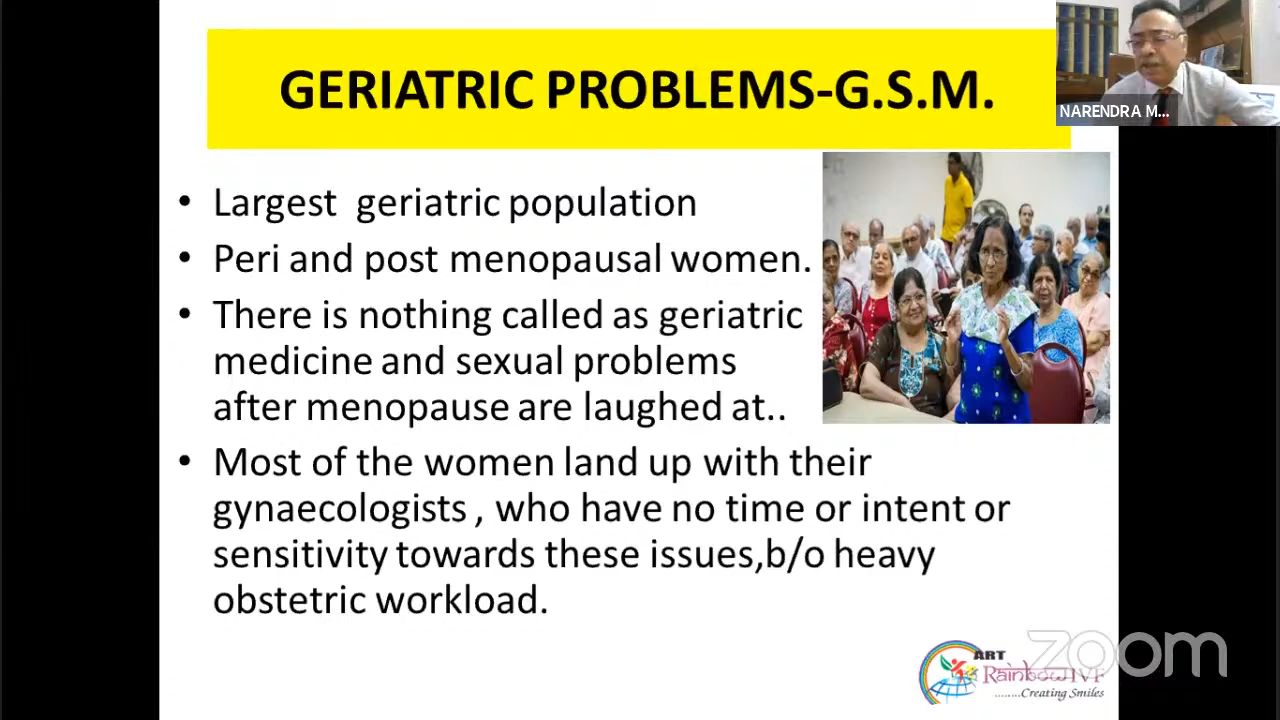 GERIATRIC PROBLEMS-G.S.M.
NARENDRA M...
• Largest geriatric population
• Peri and post menopausal women.
• There is nothing called as geriatric
medicine and sexual problems
after menopause are laughed at..
• Most of the women land up with their
gynaecologists , who have no time or intent or
sensitivity towards these issues,b/o heavy
obstetric workload.
zoom
ART
Rainbow IVF
........Creating Smiles